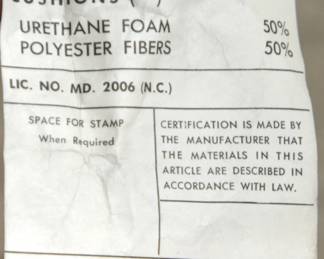 CUSHIONS
URETHANE FOAM 50%
POLYESTER FIBERS 50%
LIC. NO. MD. 2006 (N.C.)
SPACE FOR STAMP
When Required
CERTIFICATION IS MADE BY
THE MANUFACTURER THAT
THE MATERIALS IN THIS
ARTICLE ARE DESCRIBED IN
ACCORDANCE WITH LAW.